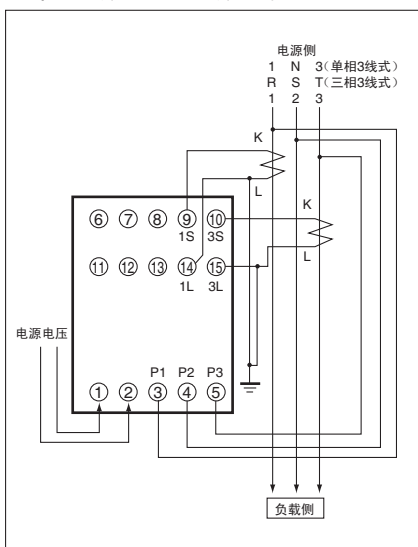 电源侧
1 N 3(单相3线式)
R S T(三相3线式)
1 2 3
K
L
K
L
⑥ ⑦ ⑧ ⑨ ⑩
1S 3S
⑪ ⑫ ⑬ ⑭ ⑮
1L 3L
电源电压
P1 P2 P3
① ② ③ ④ ⑤
负载侧